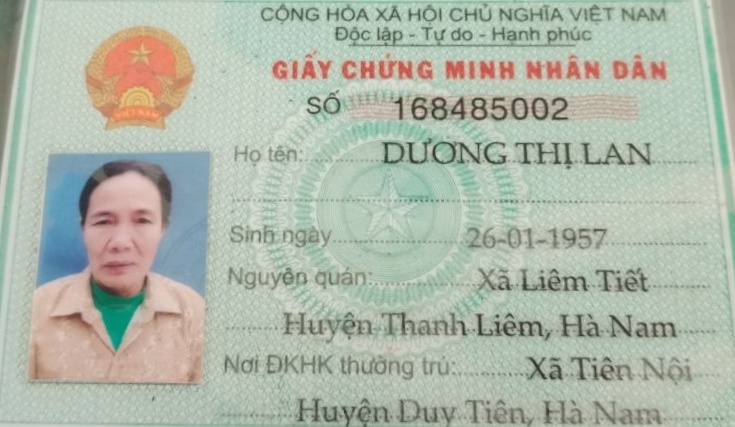 CỘNG HÒA XÃ HỘI CHỦ NGHĨA VIỆT NAM
Độc lập - Tự do - Hạnh phúc
GIẤY CHỨNG MINH NHÂN DÂN
SỐ 168485002
Họ tên: DƯƠNG THỊ LAN
Sinh ngày 26-01-1957
Nguyên quán: Xã Liêm Tiết
Huyện Thanh Liêm, Hà Nam
Nơi ĐKHK thường trú: Xã Tiên Nội
Huyện Duy Tiên, Hà Nam
VIỆT NAM